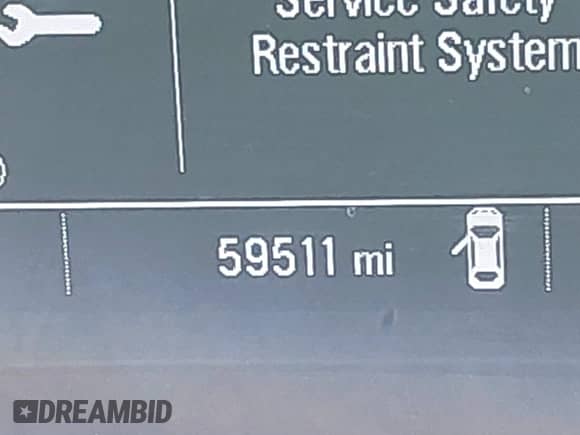 Service Safety
Restraint System
59511 mi
DREAMBID